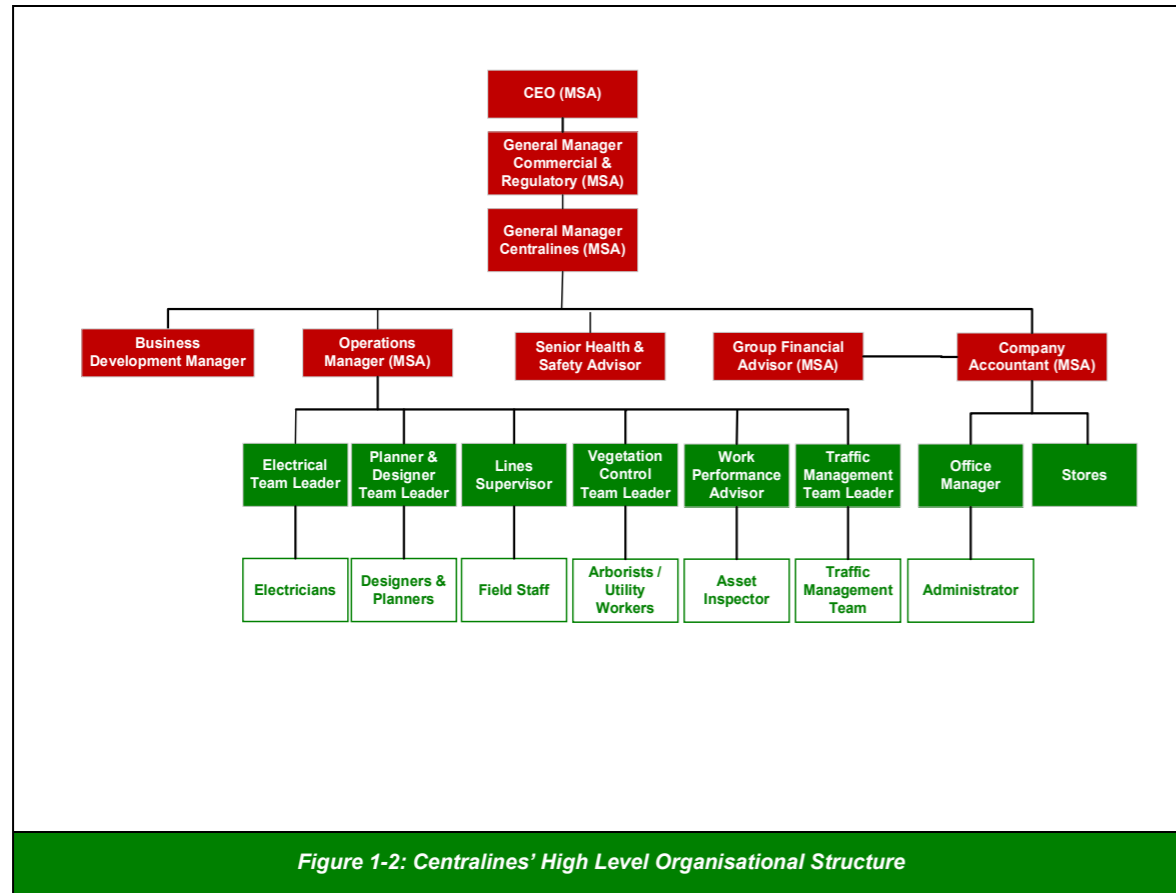 CEO (MSA)
General Manager
Commercial &
Regulatory (MSA)
General Manager
Centralines (MSA)
Business
Development Manager
Operations
Manager (MSA)
Senior Health &
Safety Advisor
Group Financial
Advisor (MSA)
Company
Accountant (MSA)
Electrical
Team Leader
Planner &
Designer
Team Leader
Lines
Supervisor
Vegetation
Control
Team Leader
Work
Performance
Advisor
Traffic
Management
Team Leader
Office
Manager
Stores
Electricians
Designers &
Planners
Field Staff
Arborists /
Utility
Workers
Asset
Inspector
Traffic
Management
Team
Administrator
Figure 1-2: Centralines’ High Level Organisational Structure